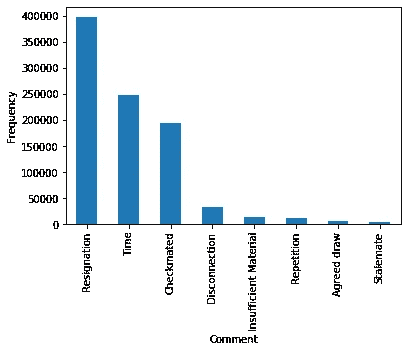 400000
350000
300000
250000
200000
150000
100000
50000
0
Frequency
Resignation
Time
Checkmated
Disconnection
Insufficient Material
Repetition
Agreed draw
Stalemate
Comment